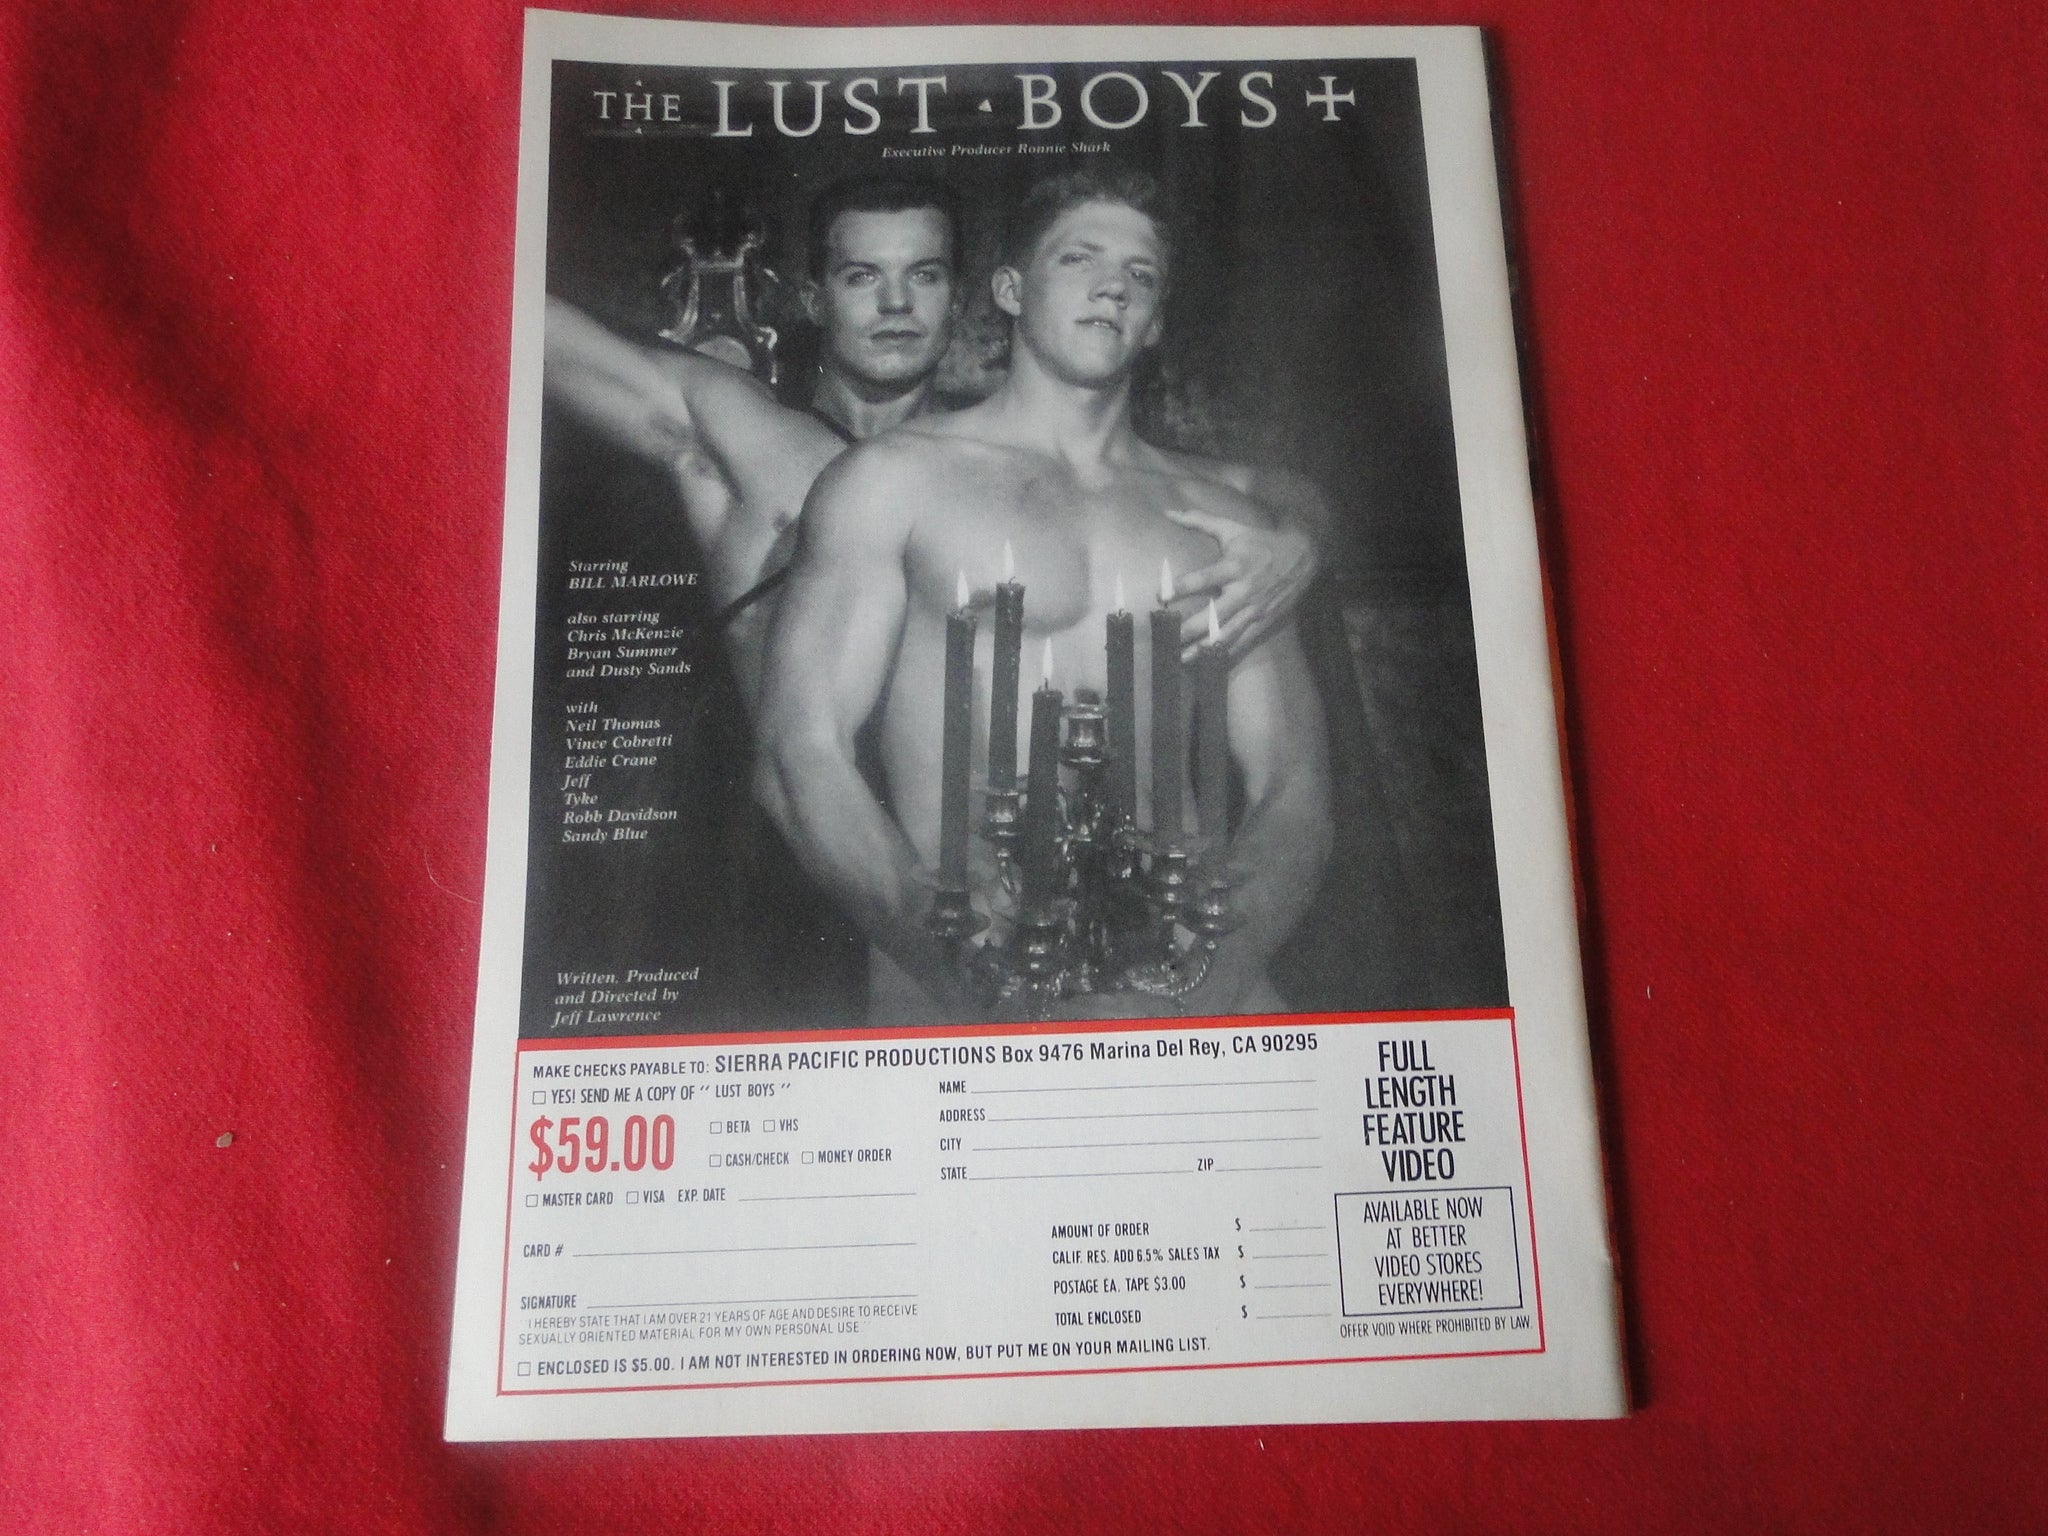 THE LUST BOYS
Executive Producer Ronnie Shark
Starring
BILL MARLOWE
also starring
Chris McKenzie
Bryan Summer
and Dusty Sands
with
Neil Thomas
Vince Cobretti
Eddie Crane
Jeff
Tyke
Robb Davidson
Sandy Blue
Written, Produced
and Directed by
Jeff Lawrence
MAKE CHECKS PAYABLE TO: SIERRA PACIFIC PRODUCTIONS Box 9476 Marina Del Rey, CA 90295
YES! SEND ME A COPY OF “ LUST BOYS ”
$59.00
BETA VHS
CASH/CHECK MONEY ORDER
MASTER CARD VISA EXP. DATE
CARD #
SIGNATURE
"I HEREBY STATE THAT I AM OVER 21 YEARS OF AGE AND DESIRE TO RECEIVE
SEXUALLY ORIENTED MATERIAL FOR MY OWN PERSONAL USE."
ENCLOSED IS $5.00. I AM NOT INTERESTED IN ORDERING NOW, BUT PUT ME ON YOUR MAILING LIST.
NAME
ADDRESS
CITY
STATE ZIP
AMOUNT OF ORDER $
CALIF. RES. ADD 6.5% SALES TAX $
POSTAGE EA. TAPE $3.00 $
TOTAL ENCLOSED $
FULL
LENGTH
FEATURE
VIDEO
AVAILABLE NOW
AT BETTER
VIDEO STORES
EVERYWHERE!
OFFER VOID WHERE PROHIBITED BY LAW.